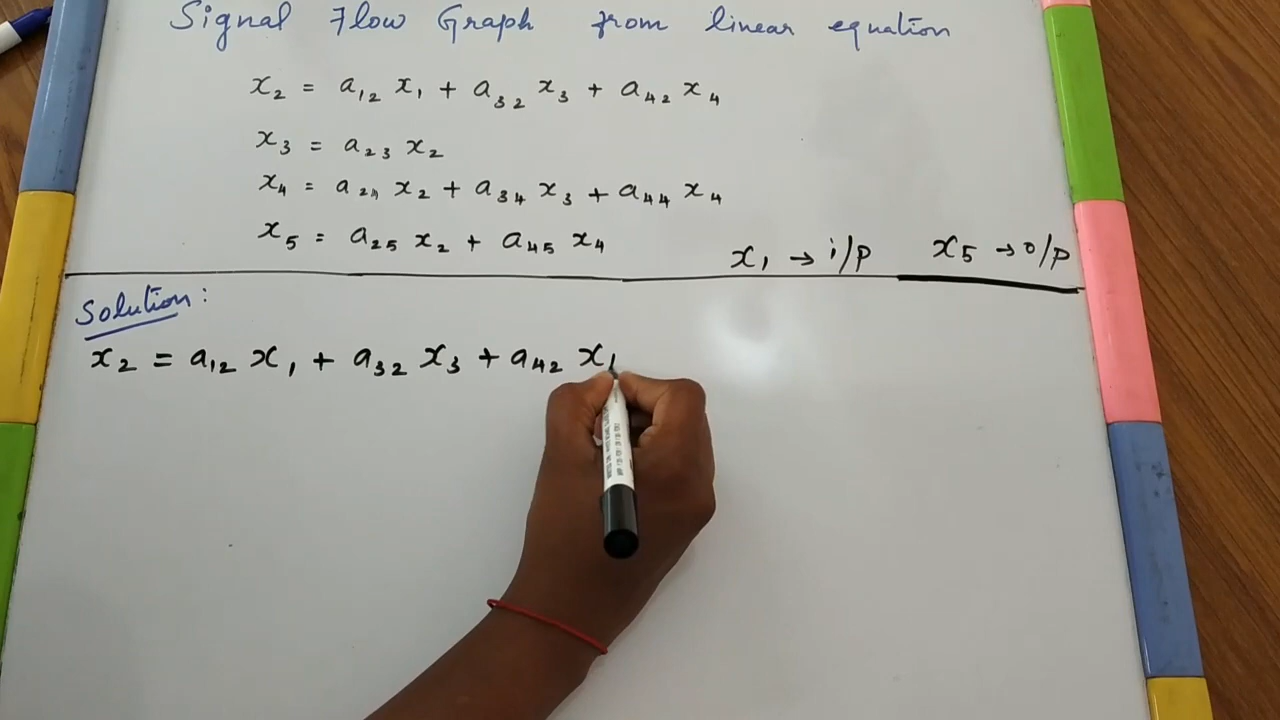 Signal Flow Graph from linear equation
x₂ = a₁₂ x₁ + a₃₂ x₃ + a₄₂ x₄
x₃ = a₂₃ x₂
x₄ = a₂₄ x₂ + a₃₄ x₃ + a₄₄ x₄
x₅ = a₂₅ x₂ + a₄₅ x₄
x₁ → i/p x₅ → o/p
Solution:
x₂ = a₁₂ x₁ + a₃₂ x₃ + a₄₂ x